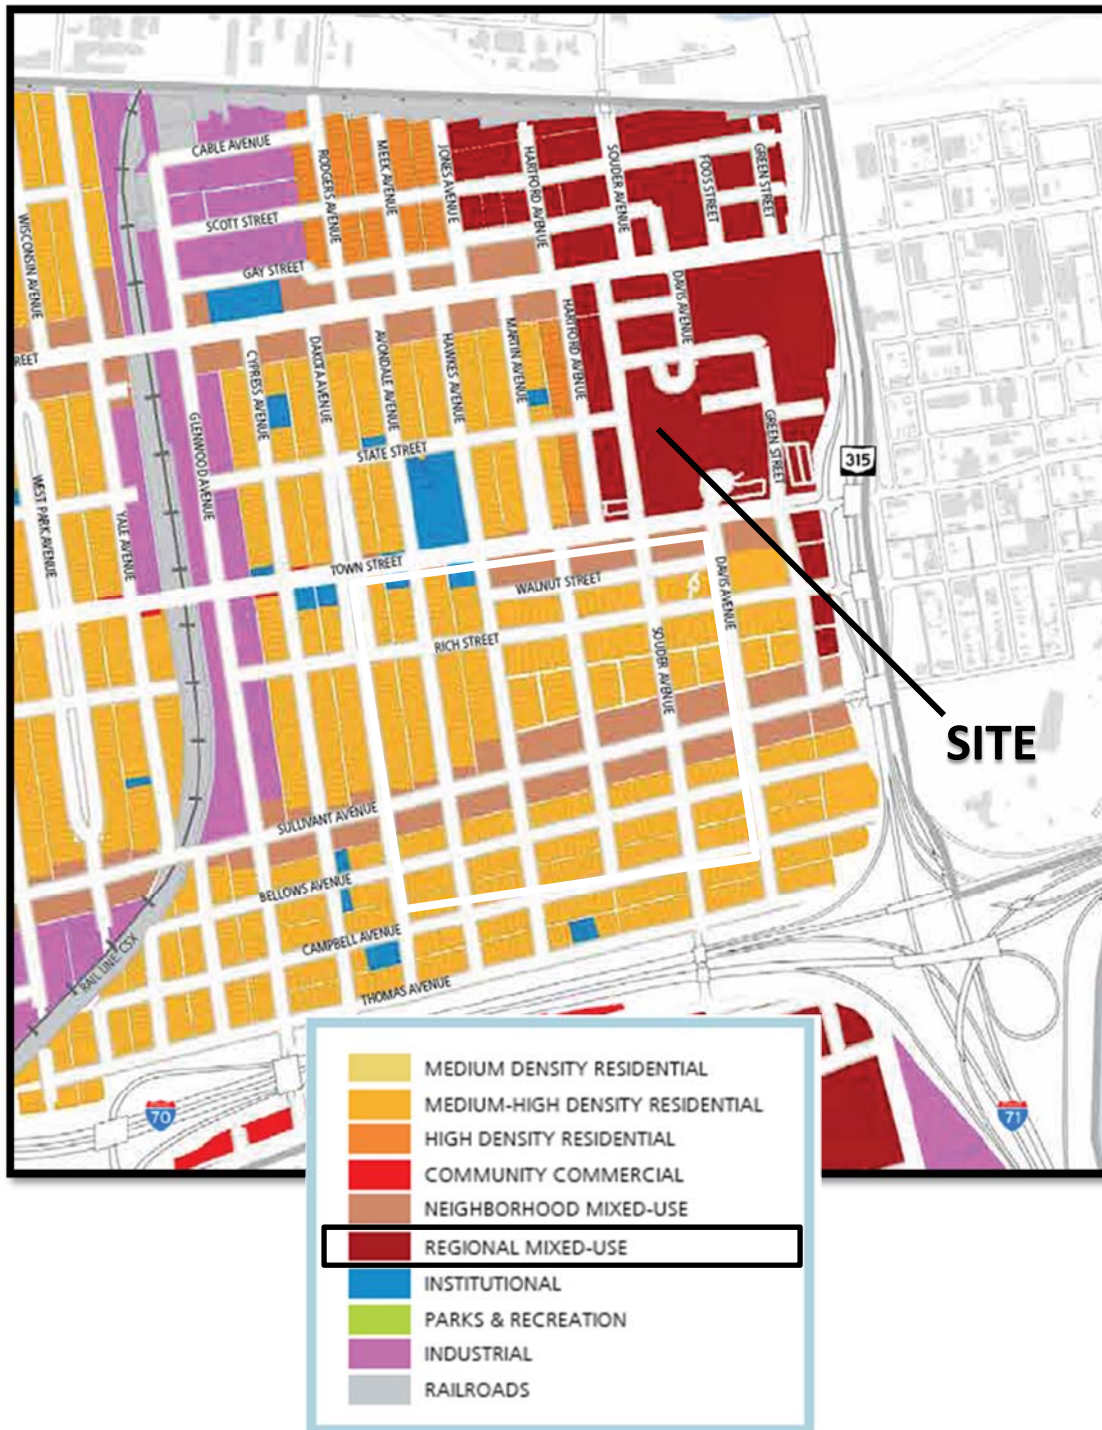 CABLE AVENUE
RODGERS AVENUE
MEEK AVENUE
JONES AVENUE
HARTFORD AVENUE
SOUDER AVENUE
FOOS STREET
GREEN STREET
WISCONSIN AVENUE
SCOTT STREET
GAY STREET
DAVIS AVENUE
REET
CYPRESS AVENUE
DAKOTA AVENUE
AVONDALE AVENUE
HAWKES AVENUE
MARTIN AVENUE
HARTFORD AVENUE
GLENWOOD AVENUE
STATE STREET
GREEN STREET
315
WEST PARK AVENUE
YALE AVENUE
TOWN STREET
WALNUT STREET
DAVIS AVENUE
RICH STREET
SOUDER AVENUE
SITE
SULLIVANT AVENUE
BELLOWS AVENUE
CAMPBELL AVENUE
RAIL LINE CSX
THOMAS AVENUE
70
71
MEDIUM DENSITY RESIDENTIAL
MEDIUM-HIGH DENSITY RESIDENTIAL
HIGH DENSITY RESIDENTIAL
COMMUNITY COMMERCIAL
NEIGHBORHOOD MIXED-USE
REGIONAL MIXED-USE
INSTITUTIONAL
PARKS & RECREATION
INDUSTRIAL
RAILROADS